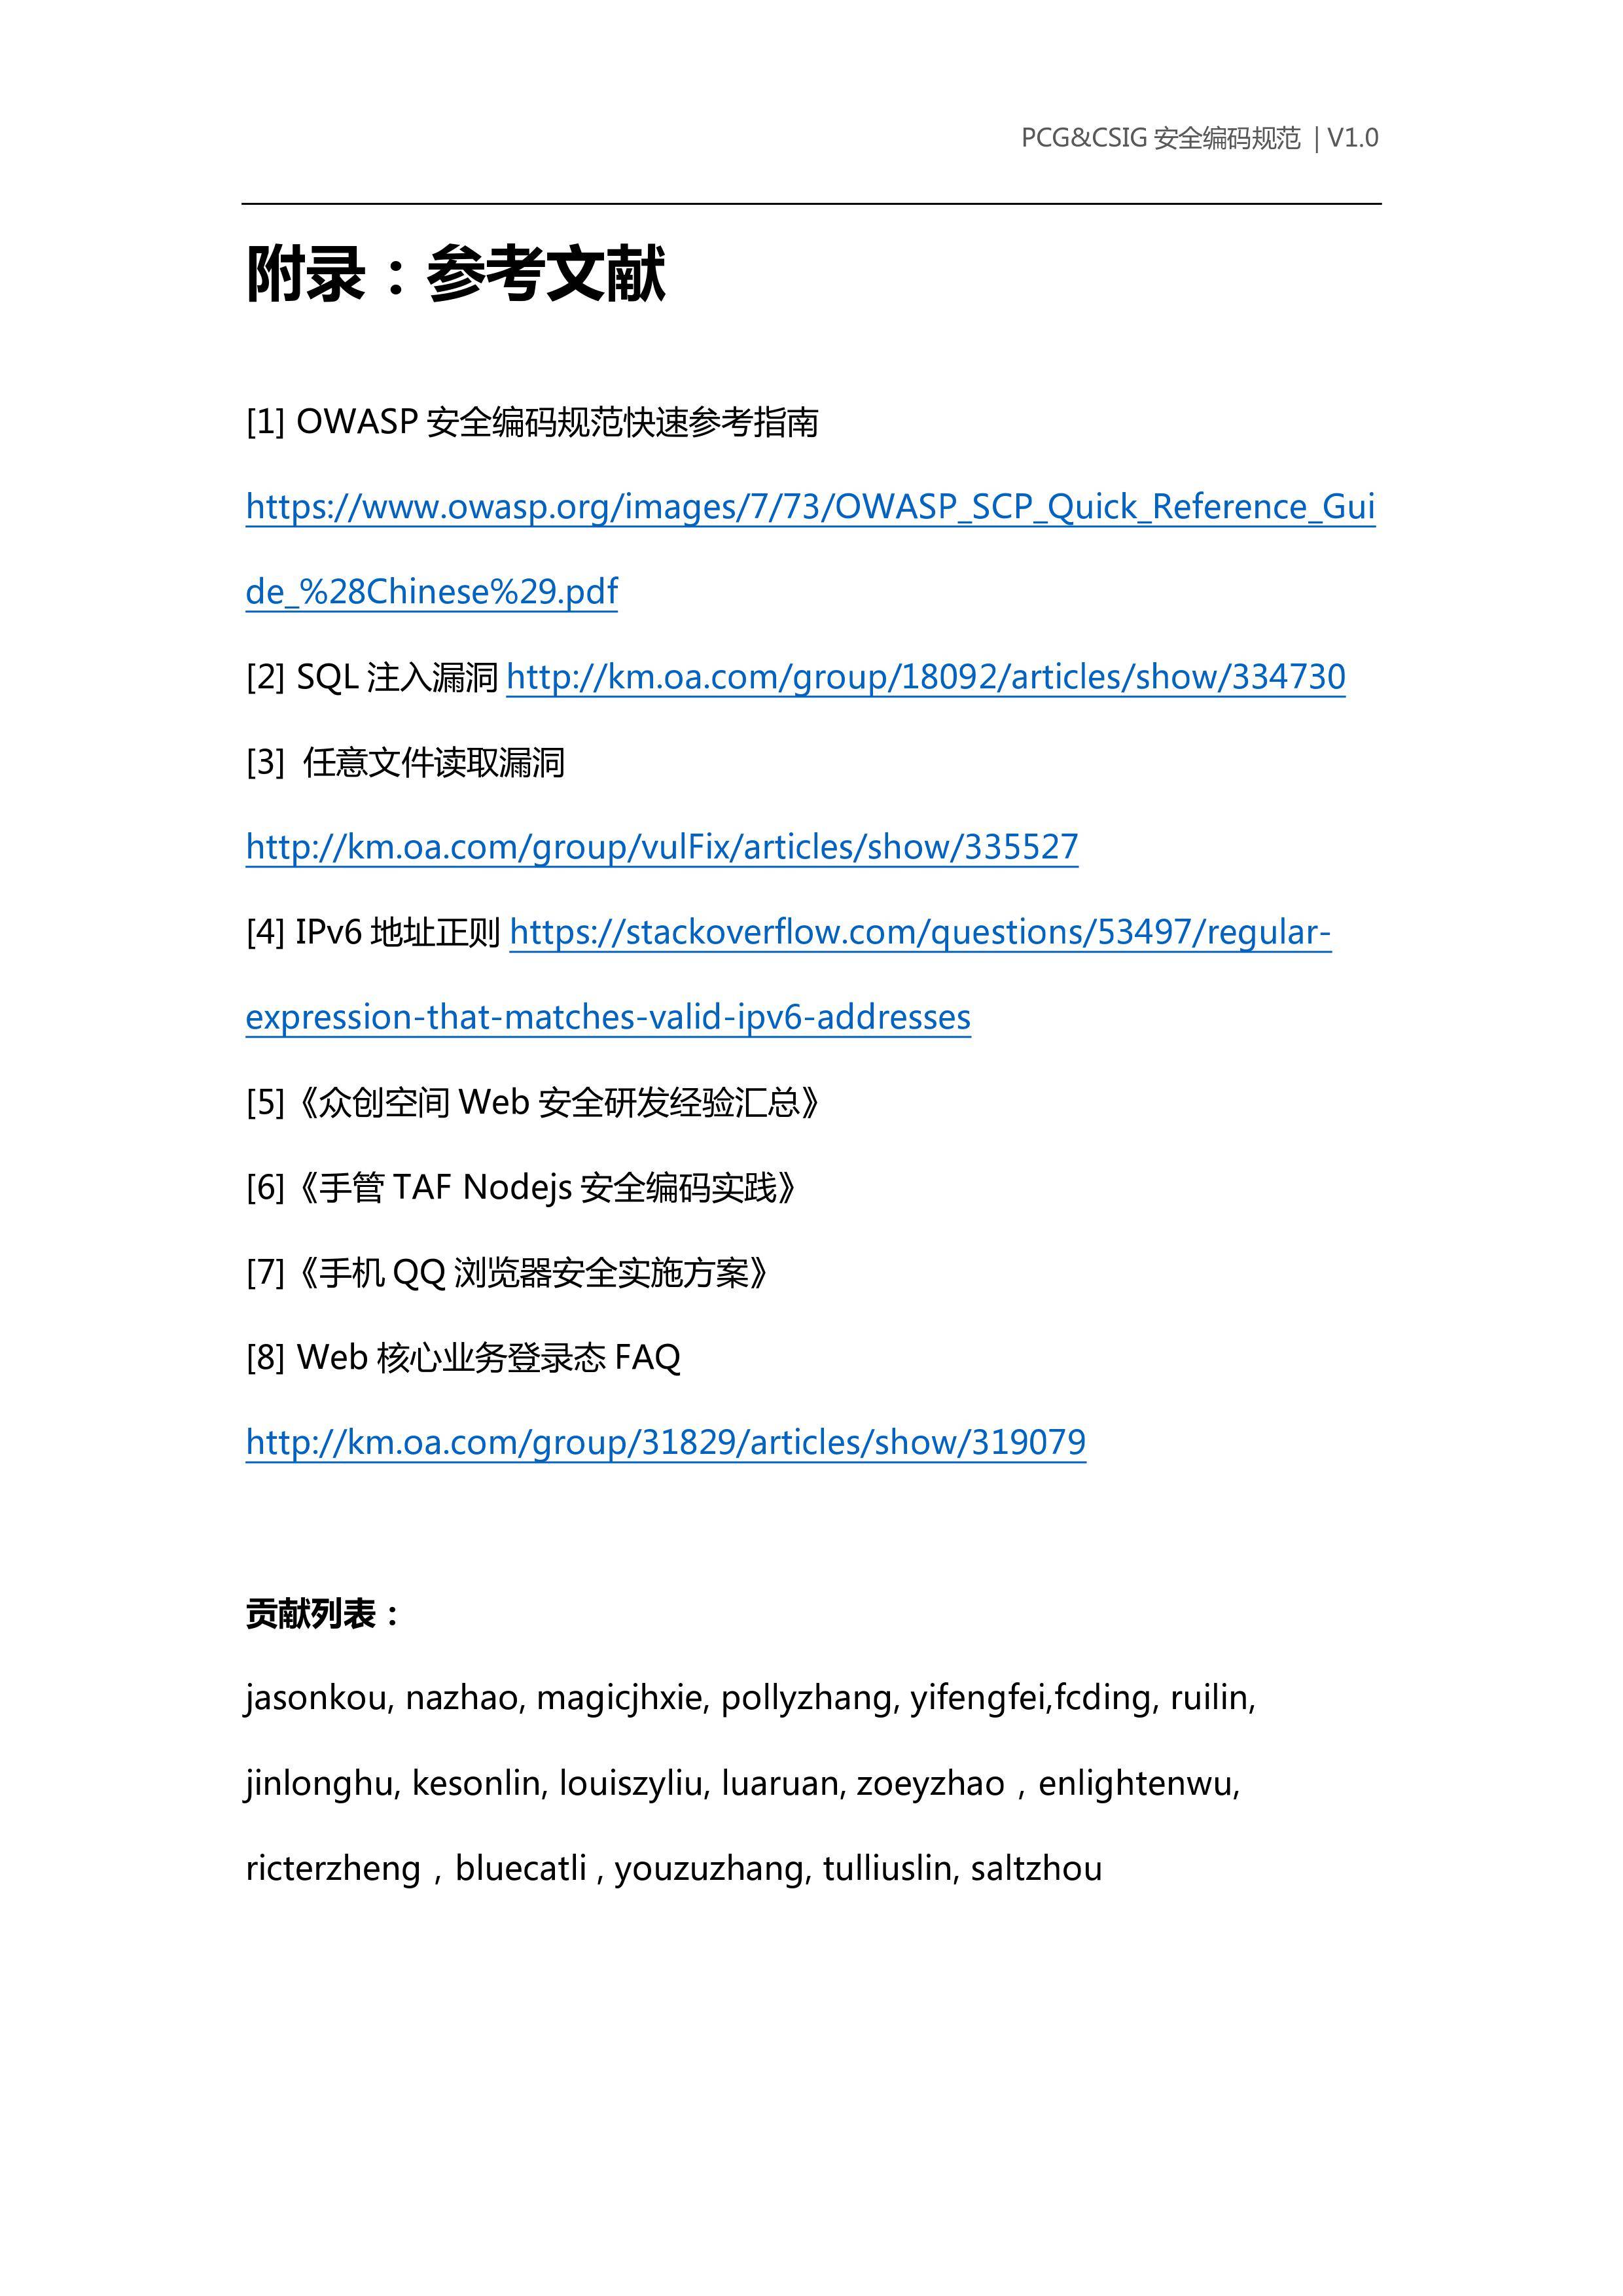 PCG&CSIG 安全编码规范 | V1.0
附录：参考文献
[1] OWASP 安全编码规范快速参考指南
https://www.owasp.org/images/7/73/OWASP_SCP_Quick_Reference_Gui
de_%28Chinese%29.pdf
[2] SQL 注入漏洞 http://km.oa.com/group/18092/articles/show/334730
[3] 任意文件读取漏洞
http://km.oa.com/group/vulFix/articles/show/335527
[4] IPv6 地址正则 https://stackoverflow.com/questions/53497/regular-
expression-that-matches-valid-ipv6-addresses
[5]《众创空间 Web 安全研发经验汇总》
[6]《手管 TAF Nodejs 安全编码实践》
[7]《手机 QQ 浏览器安全实施方案》
[8] Web 核心业务登录态 FAQ
http://km.oa.com/group/31829/articles/show/319079
贡献列表：
jasonkou, nazhao, magicjhxie, pollyzhang, yifengfei,fcding, ruilin,
jinlonghu, kesonlin, louiszyliu, luaruan, zoeyzhao，enlightenwu,
ricterzheng，bluecatli , youzuzhang, tulliuslin, saltzhou